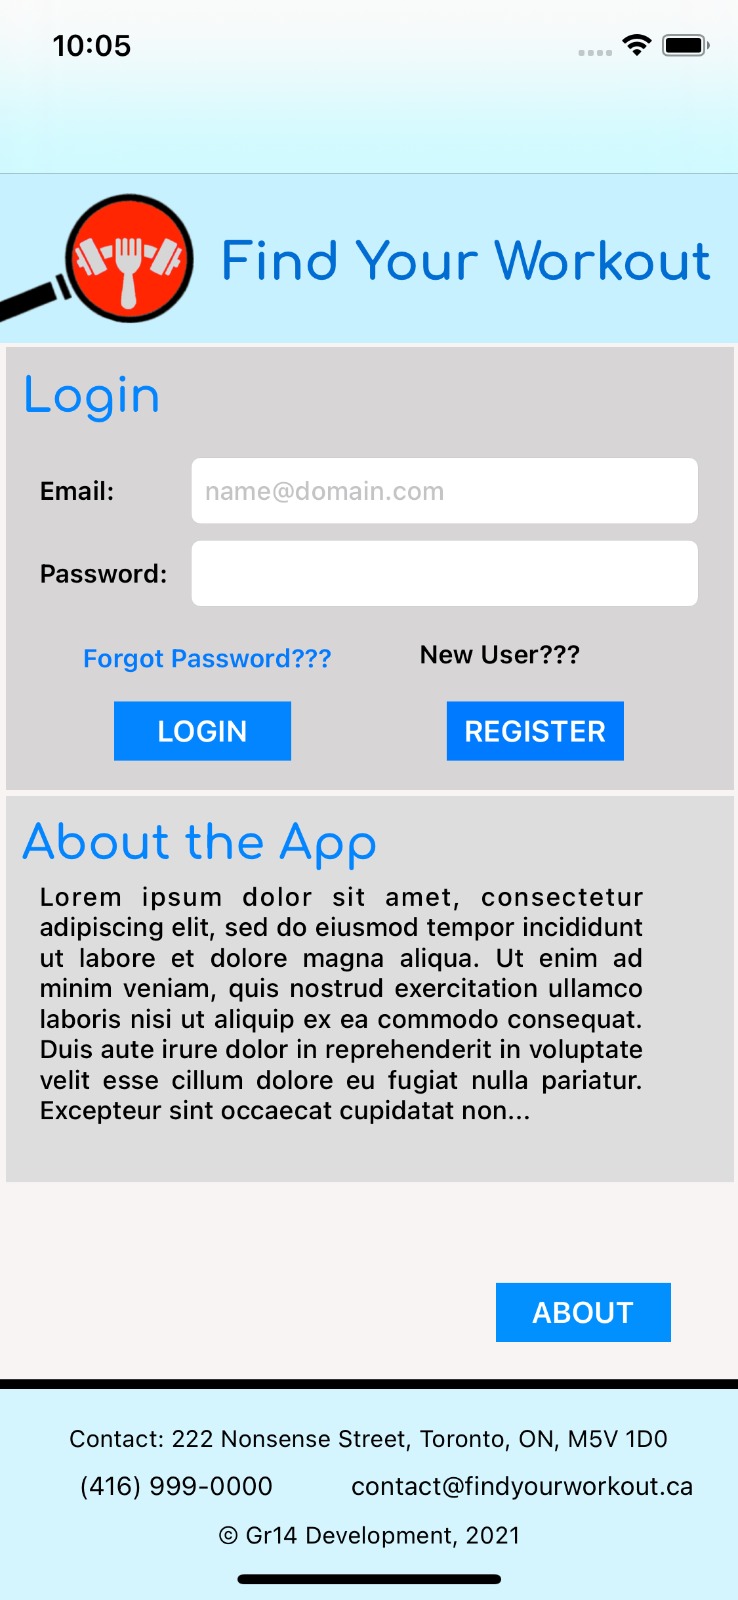 10:05
Find Your Workout
Login
Email:
name@domain.com
Password:
Forgot Password???
New User???
LOGIN
REGISTER
About the App
Lorem ipsum dolor sit amet, consectetur
adipiscing elit, sed do eiusmod tempor incididunt
ut labore et dolore magna aliqua. Ut enim ad
minim veniam, quis nostrud exercitation ullamco
laboris nisi ut aliquip ex ea commodo consequat.
Duis aute irure dolor in reprehenderit in voluptate
velit esse cillum dolore eu fugiat nulla pariatur.
Excepteur sint occaecat cupidatat non...
ABOUT
Contact: 222 Nonsense Street, Toronto, ON, M5V 1D0
(416) 999-0000
contact@findyourworkout.ca
© Gr14 Development, 2021